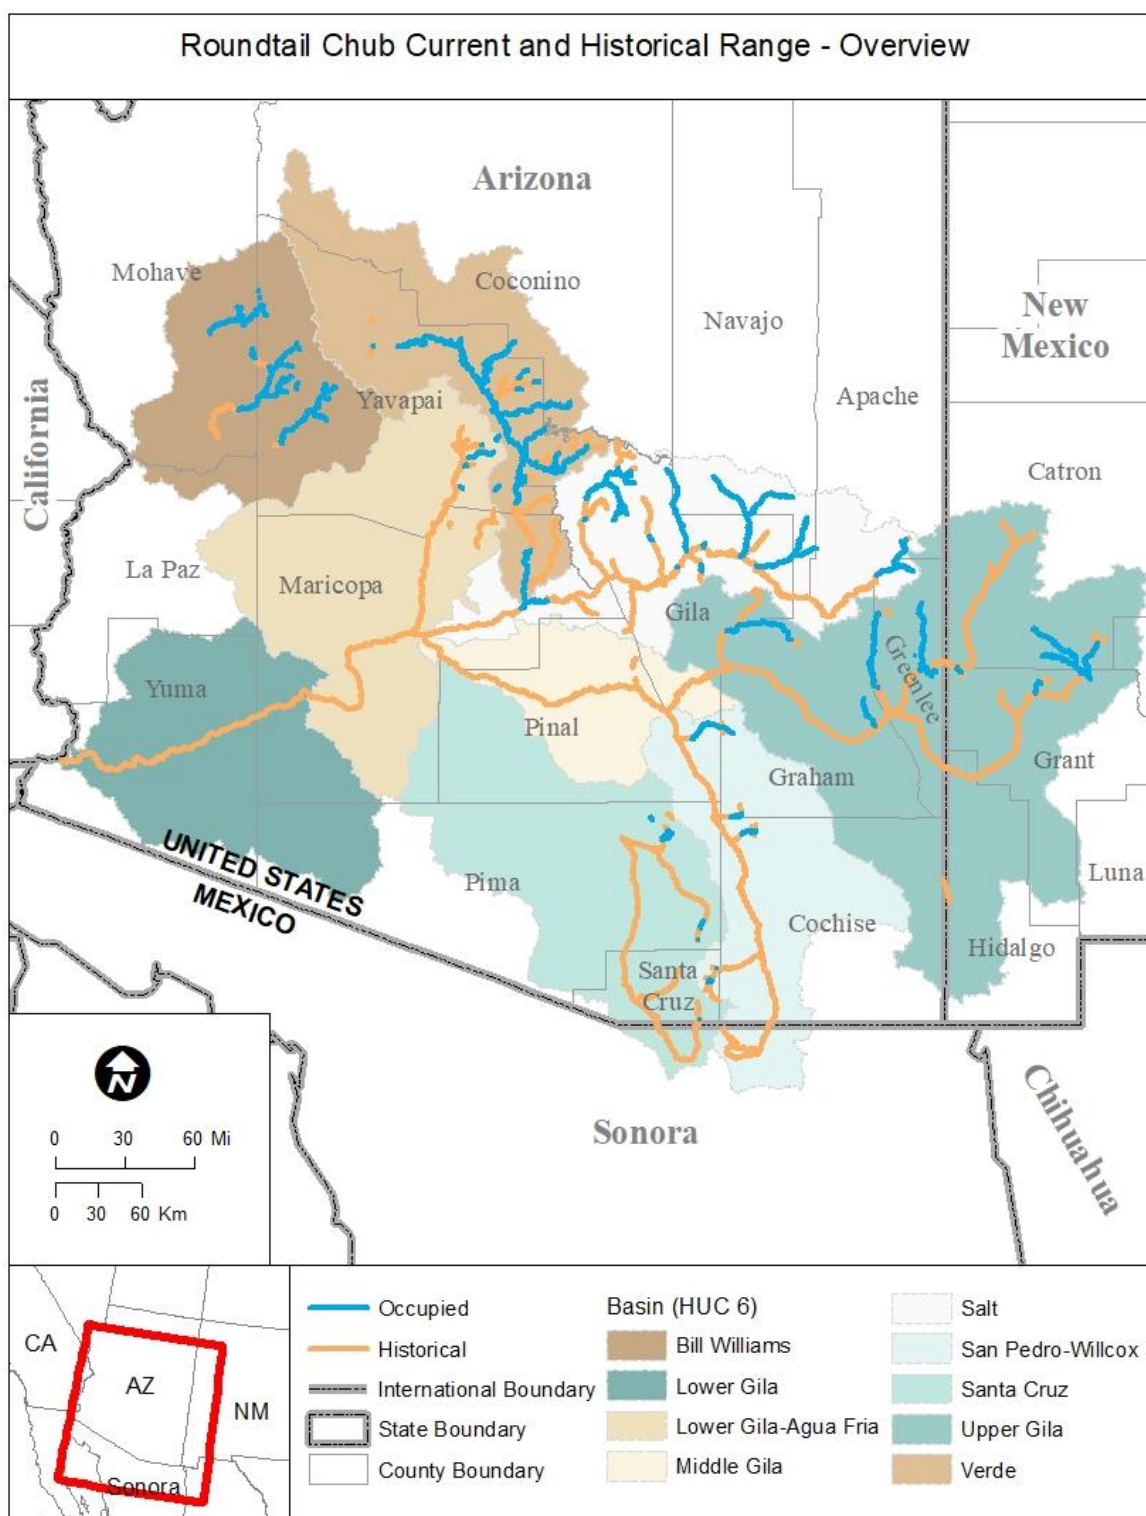 Roundtail Chub Current and Historical Range - Overview
Arizona
Mohave
Coconino
New
Mexico
Navajo
California
Yavapai
Apache
Catron
La Paz
Maricopa
Gila
Greenlee
Yuma
Pinal
Graham
Grant
UNITED STATES
MEXICO
Pima
Luna
Cochise
Hidalgo
Santa
Cruz
N
Sonora
Chihuahua
0 30 60 Mi
0 30 60 Km
CA
AZ
NM
Sonora
Occupied
Historical
International Boundary
State Boundary
County Boundary
Basin (HUC 6)
Bill Williams
Lower Gila
Lower Gila-Agua Fria
Middle Gila
Salt
San Pedro-Willcox
Santa Cruz
Upper Gila
Verde